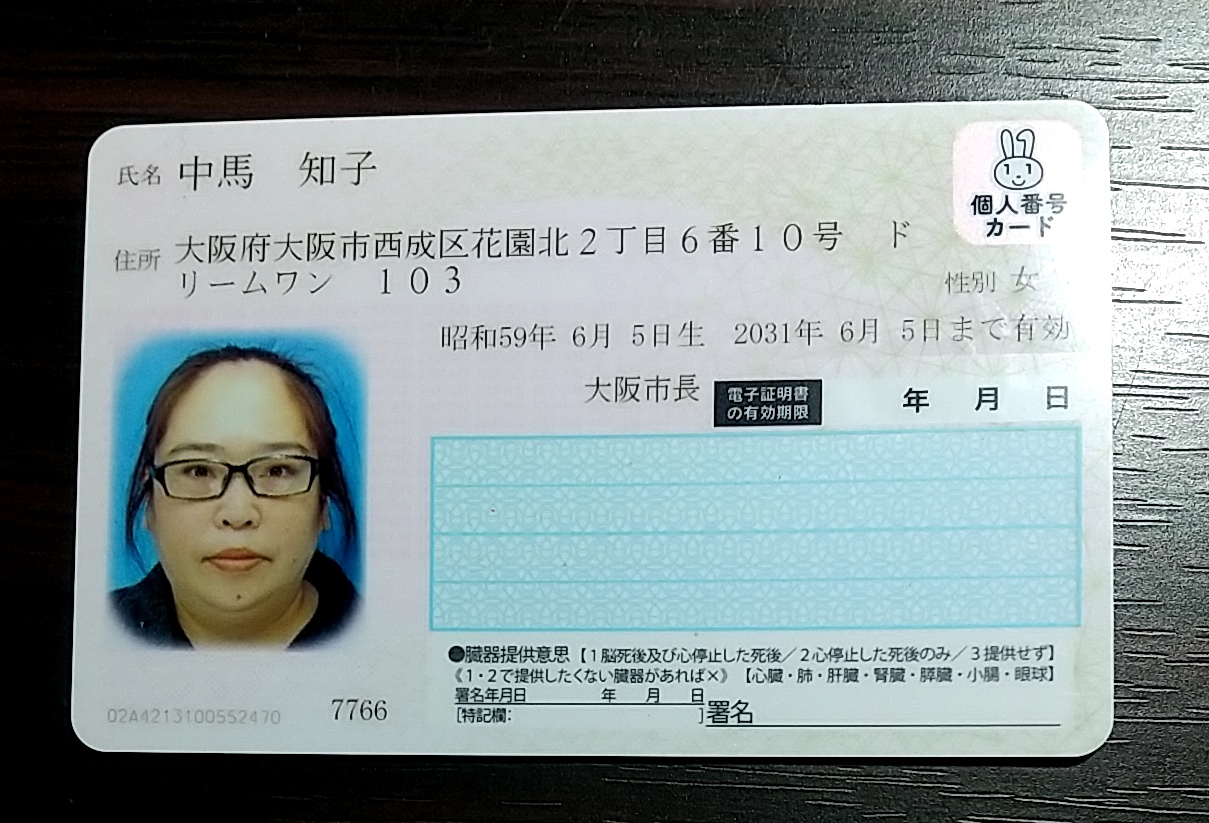 氏名 中馬 知子
個人番号
カード
住所 大阪府大阪市西成区花園北2丁目6番10号 ド
リームワン 103
性別 女
昭和59年 6月 5日生 2031年 6月 5日まで有効
大阪市長 電子証明書の有効期限 年 月 日
●臓器提供意思【1脳死後及び心停止した死後/2心停止した死後のみ/3提供せず】
《1・2で提供したくない臓器があれば×》【心臓・肺・肝臓・腎臓・膵臓・小腸・眼球】
署名年月日 年 月 日
[特記欄: ] 署名
02A4213100552470 7766